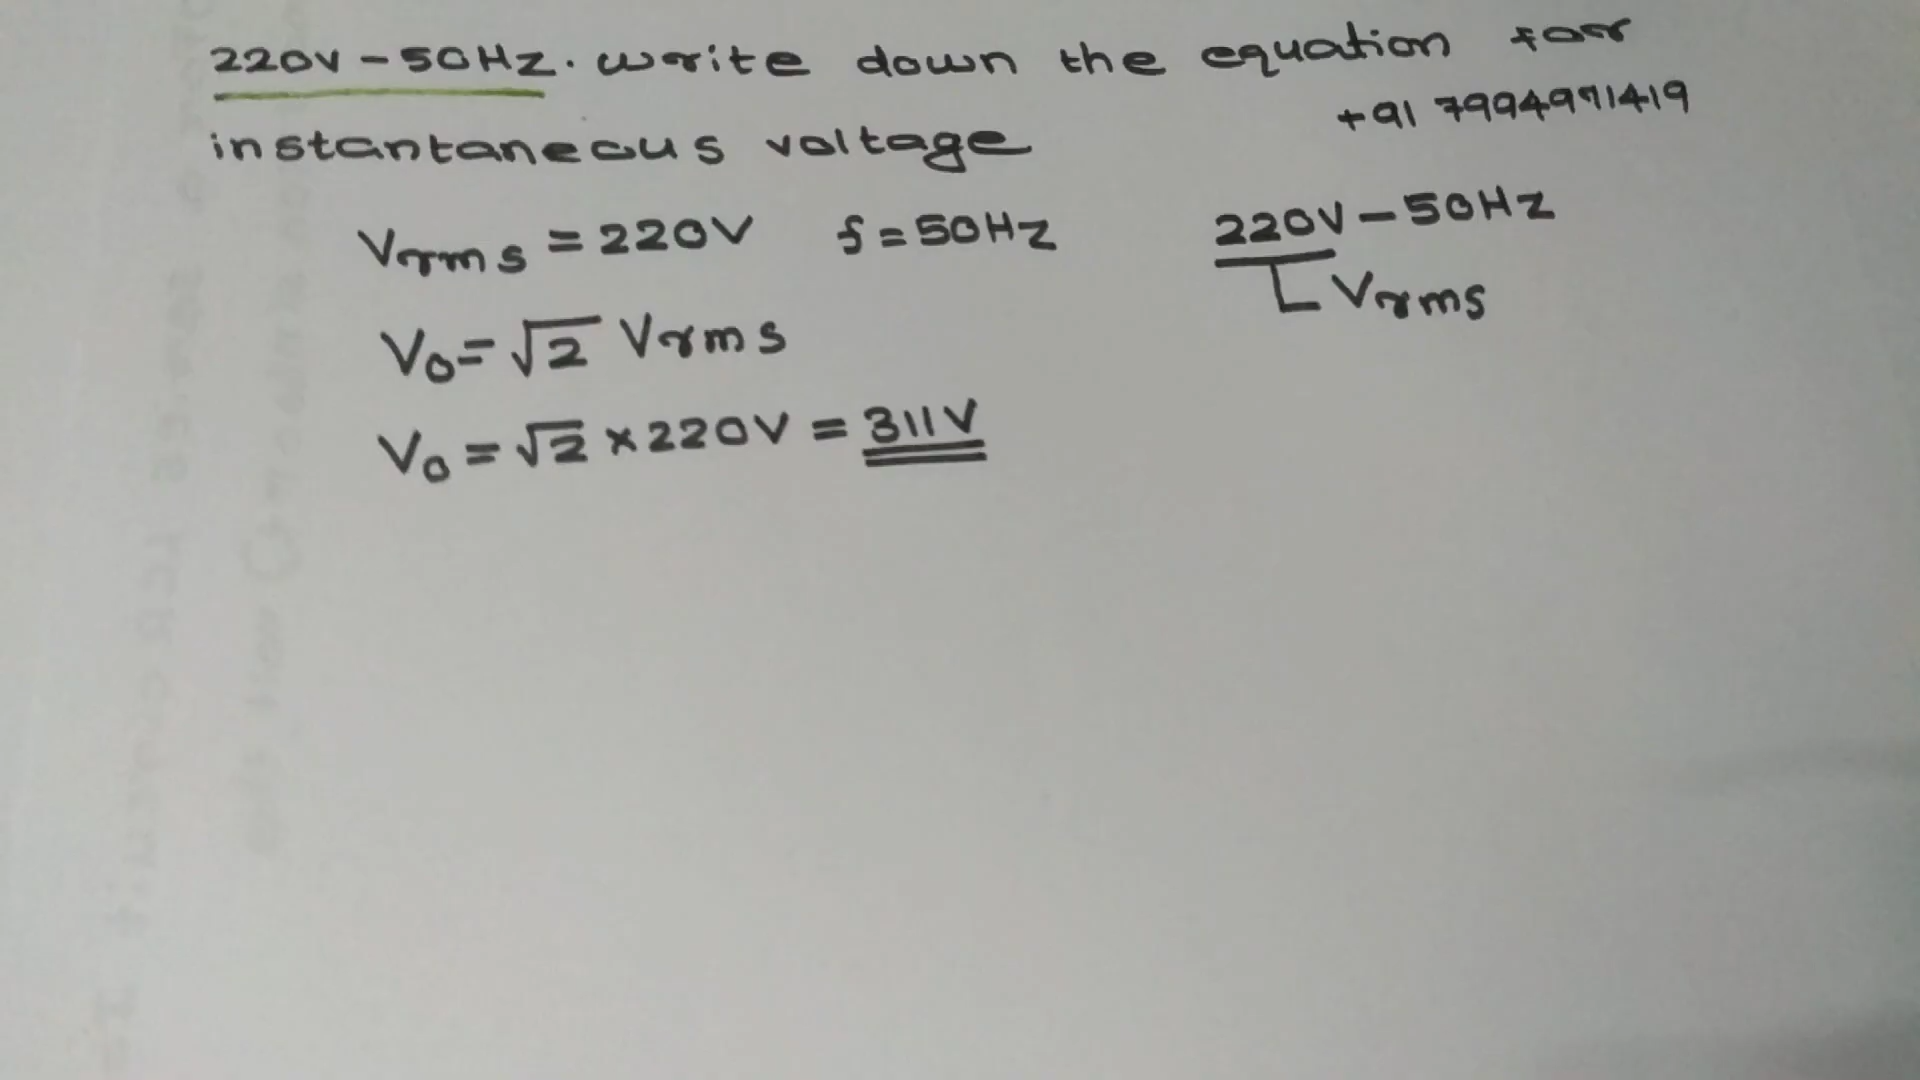 220V - 50Hz. write down the equation for
instantaneous voltage
+91 7994971419
Vrms = 220V f = 50Hz
220V - 50Hz
Vrms
V0 = √2 Vrms
V0 = √2 × 220V = 311V